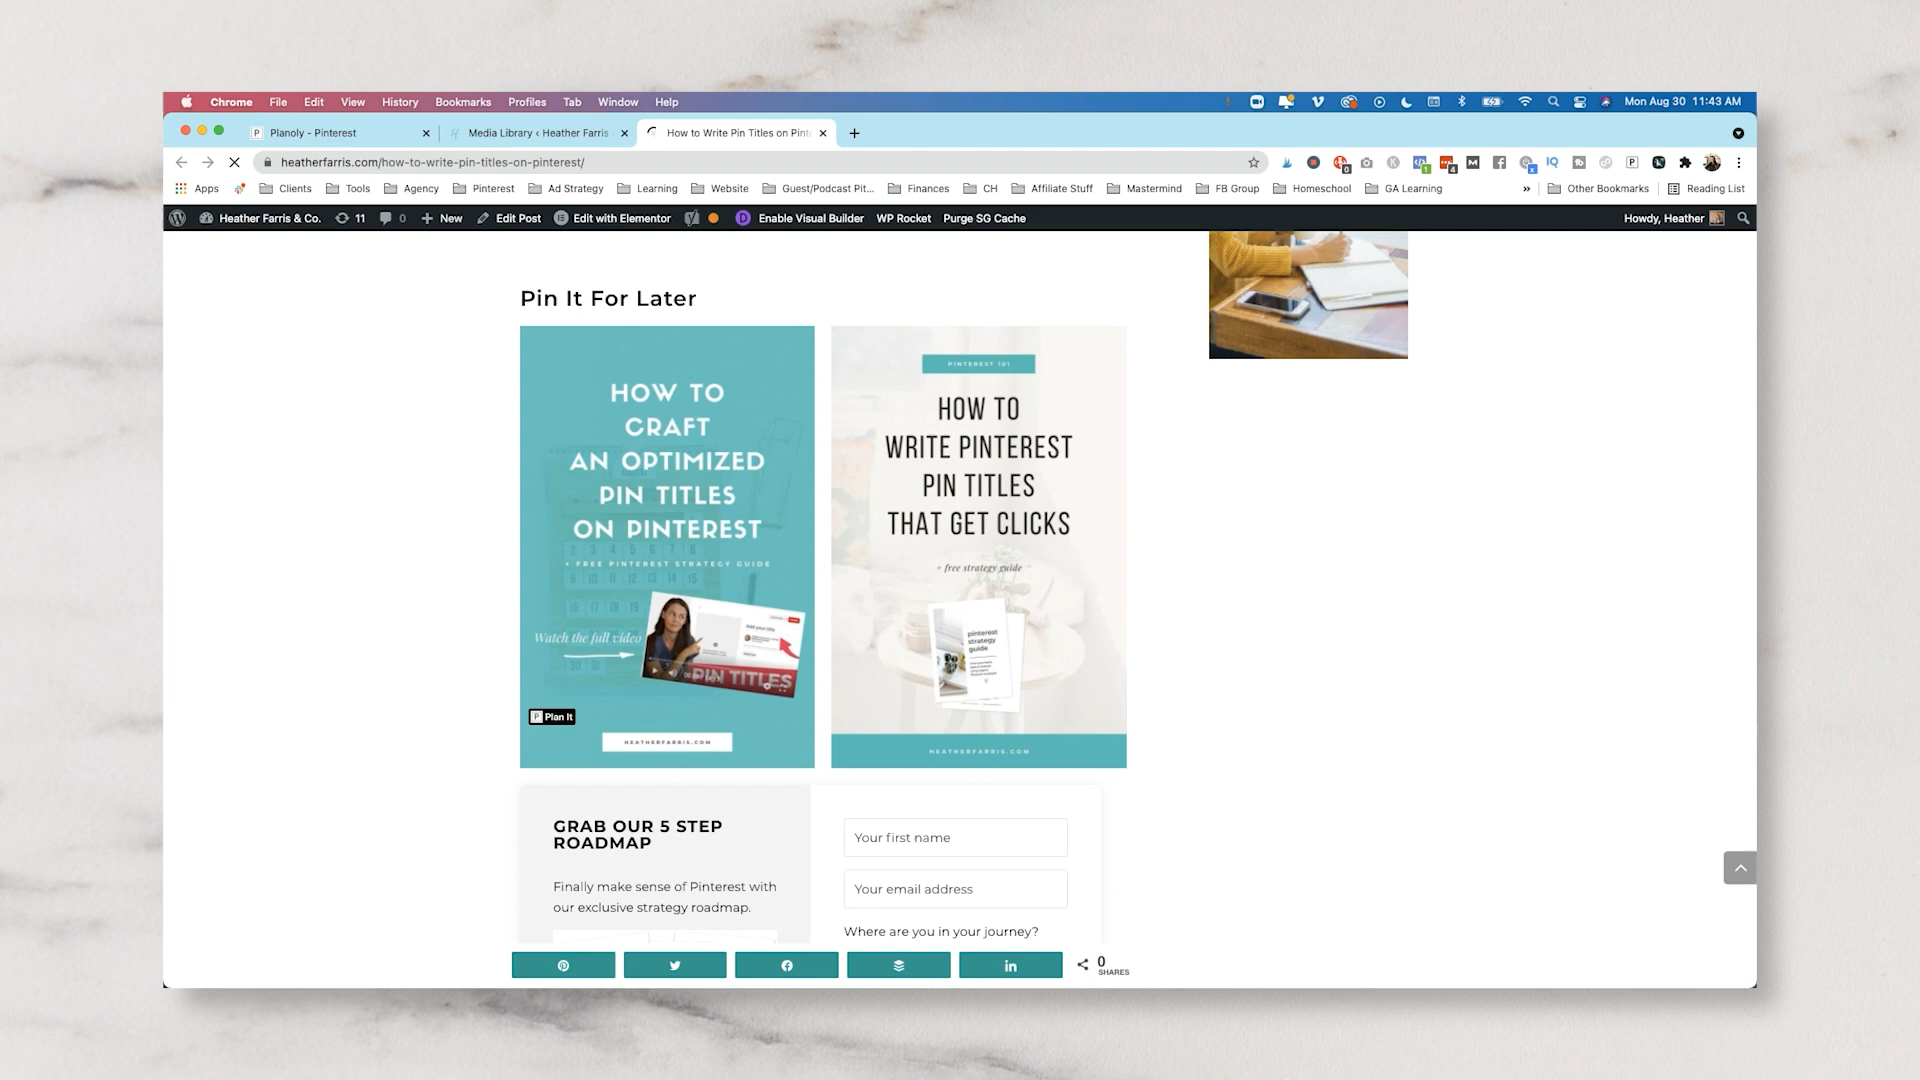 Chrome File Edit View History Bookmarks Profiles Tab Window Help
Mon Aug 30 11:43 AM
Planoly - Pinterest
Media Library ‹ Heather Farris
How to Write Pin Titles on Pint
heatherfarris.com/how-to-write-pin-titles-on-pinterest/
Apps Clients Tools Agency Pinterest Ad Strategy Learning Website Guest/Podcast Pit... Finances CH Affiliate Stuff Mastermind FB Group Homeschool GA Learning » Other Bookmarks Reading List
Heather Farris & Co. 11 0 New Edit Post Edit with Elementor Enable Visual Builder WP Rocket Purge SG Cache Howdy, Heather
Pin It For Later
HOW TO
CRAFT
AN OPTIMIZED
PIN TITLES
ON PINTEREST
+ FREE PINTEREST STRATEGY GUIDE
Watch the full video
Add your title
PIN TITLES
Plan It
HEATHERFARRIS.COM
PINTEREST 101
HOW TO
WRITE PINTEREST
PIN TITLES
THAT GET CLICKS
+ free strategy guide
pinterest
strategy
guide
HEATHERFARRIS.COM
GRAB OUR 5 STEP
ROADMAP
Finally make sense of Pinterest with
our exclusive strategy roadmap.
Your first name
Your email address
Where are you in your journey?
0
SHARES